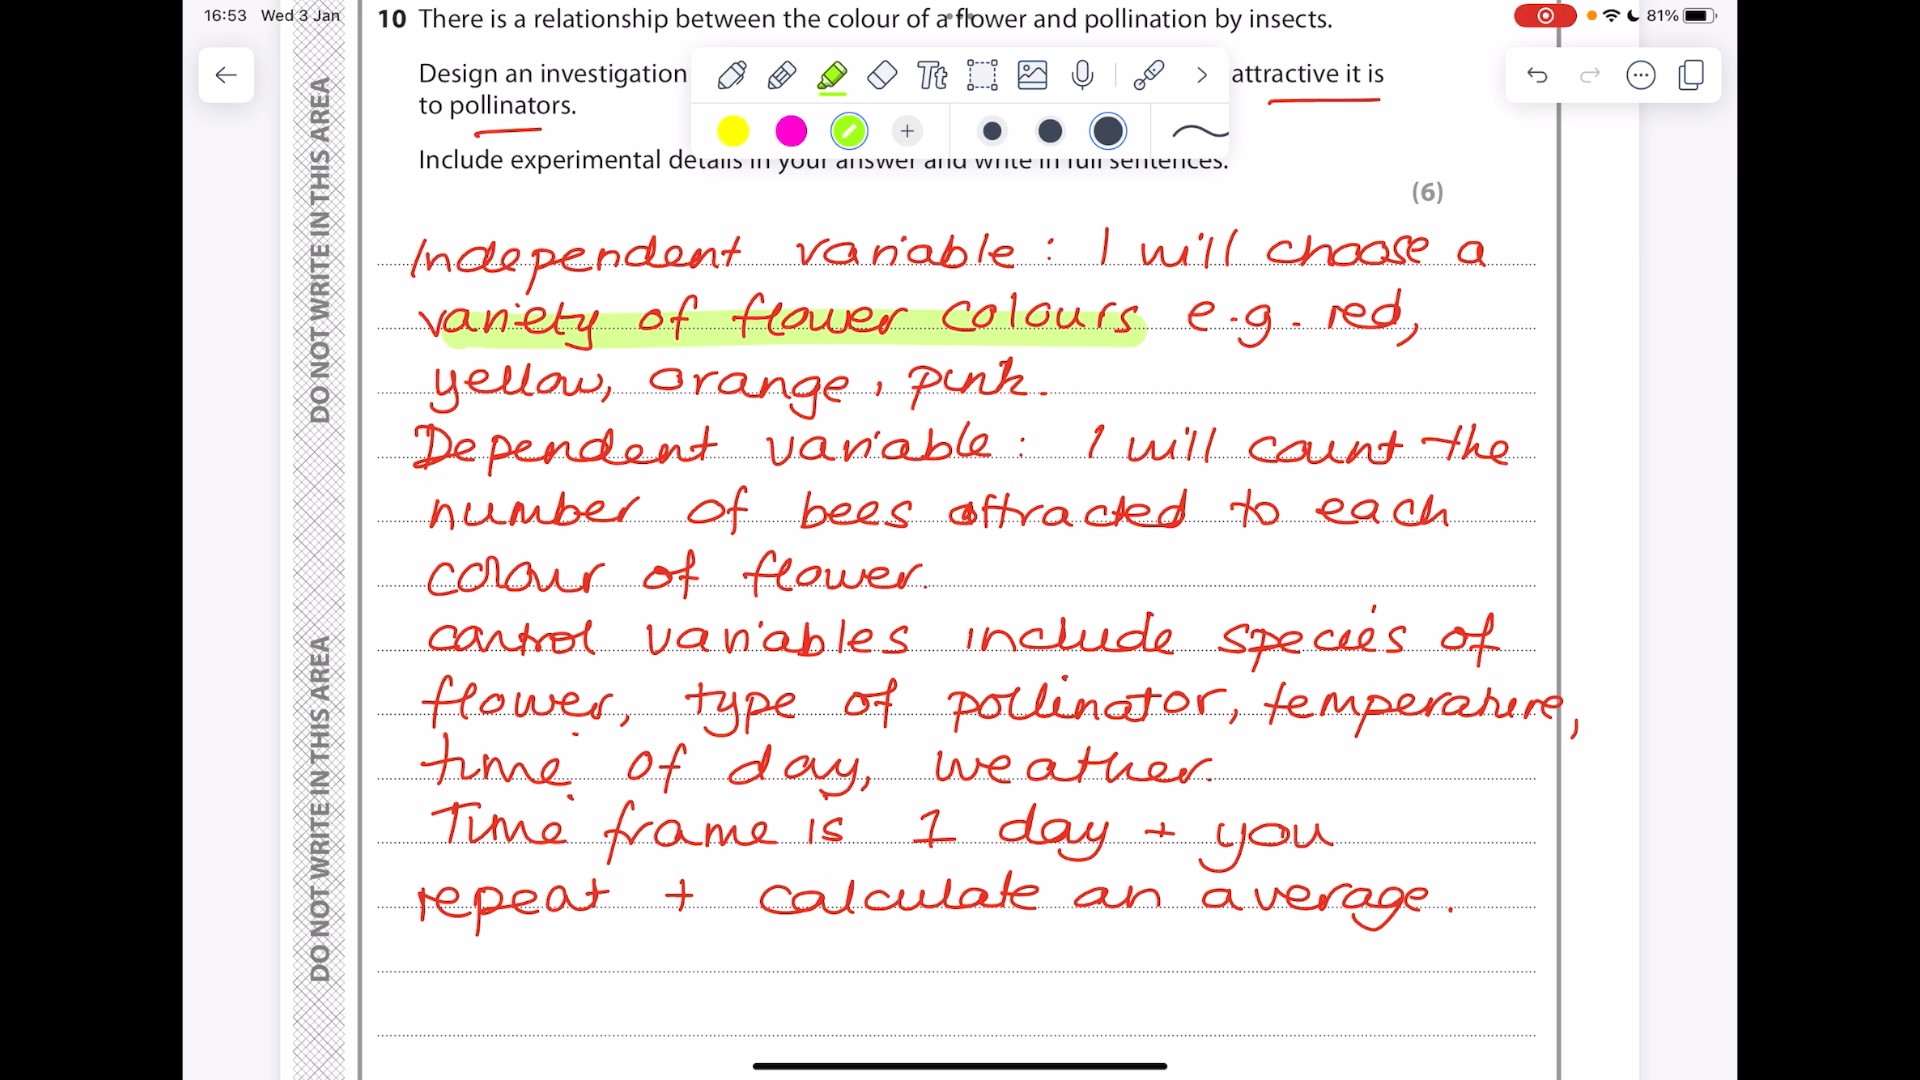 16:53 Wed 3 Jan
81%
10 There is a relationship between the colour of a flower and pollination by insects.
Design an investigation attractive it is
to pollinators.
Include experimental details in your answer and write in full sentences.
(6)
Tt
DO NOT WRITE IN THIS AREA
DO NOT WRITE IN THIS AREA
Independent variable : I will choose a
variety of flower colours e.g. red,
yellow, orange, pink.
Dependent variable : I will count the
number of bees attracted to each
colour of flower.
control variables include species of
flower, type of pollinator, temperature,
time of day, weather.
Time frame is 1 day + you
repeat + calculate an average.